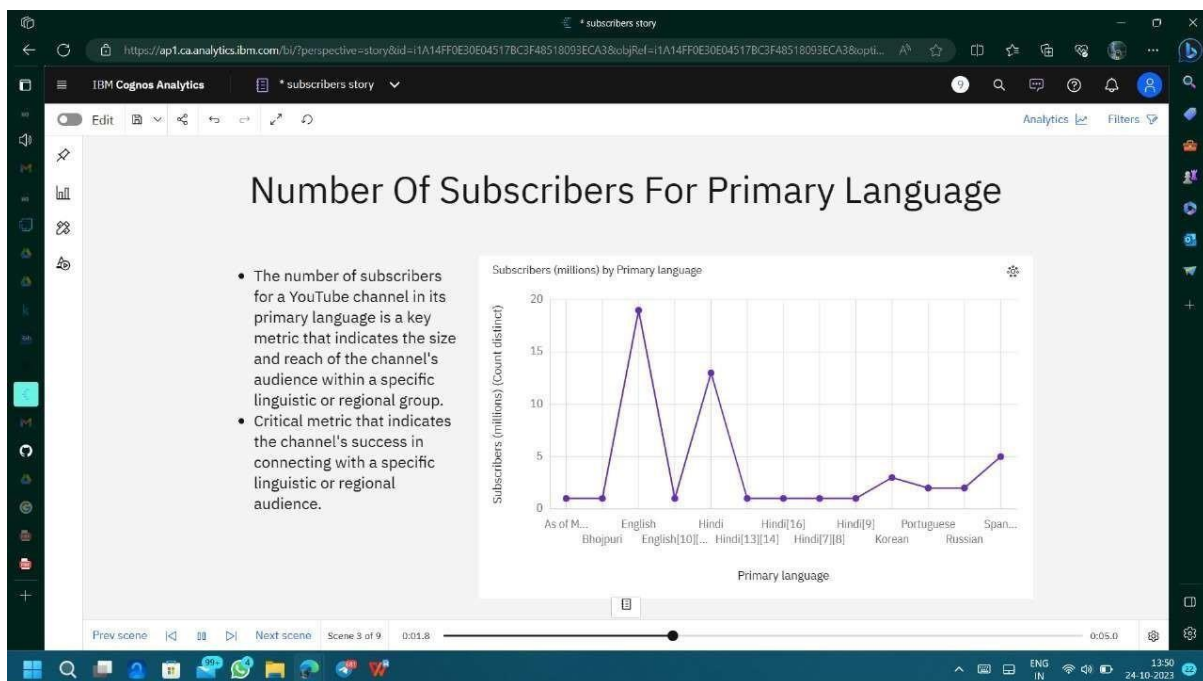 * subscribers story
https://ap1.ca.analytics.ibm.com/bi/?perspective=story&id=i1A14FF0E30E04517BC3F48518093ECA3&objRef=i1A14FF0E30E04517BC3F48518093ECA3&opti...
IBM Cognos Analytics
* subscribers story
9
Edit
Analytics
Filters
Number Of Subscribers For Primary Language
• The number of subscribers
for a YouTube channel in its
primary language is a key
metric that indicates the size
and reach of the channel's
audience within a specific
linguistic or regional group.
• Critical metric that indicates
the channel's success in
connecting with a specific
linguistic or regional
audience.
Subscribers (millions) by Primary language
Subscribers (millions) (Count distinct)
20
15
10
5
0
As of M... English Hindi Hindi[16] Hindi[9] Portuguese Span...
Bhojpuri English[10][... Hindi[13][14] Hindi[7][8] Korean Russian
Primary language
Prev scene Next scene Scene 3 of 9 0:01.8 0:05.0
99+
ENG
IN
13:50
24-10-2023
22